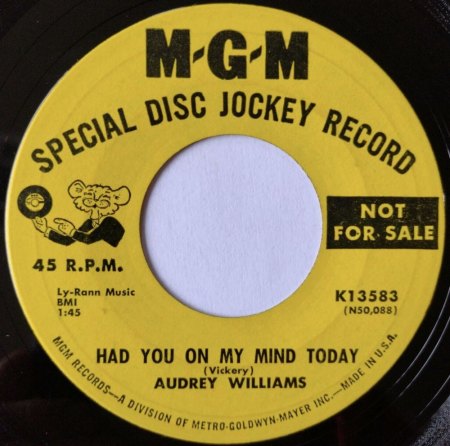 M-G-M
SPECIAL DISC JOCKEY RECORD
NOT
FOR SALE
45 R.P.M.
Ly-Rann Music
BMI
1:45
K13583
(N50,088)
HAD YOU ON MY MIND TODAY
(Vickery)
AUDREY WILLIAMS
MGM RECORDS—A DIVISION OF METRO-GOLDWYN-MAYER INC.—MADE IN U.S.A.